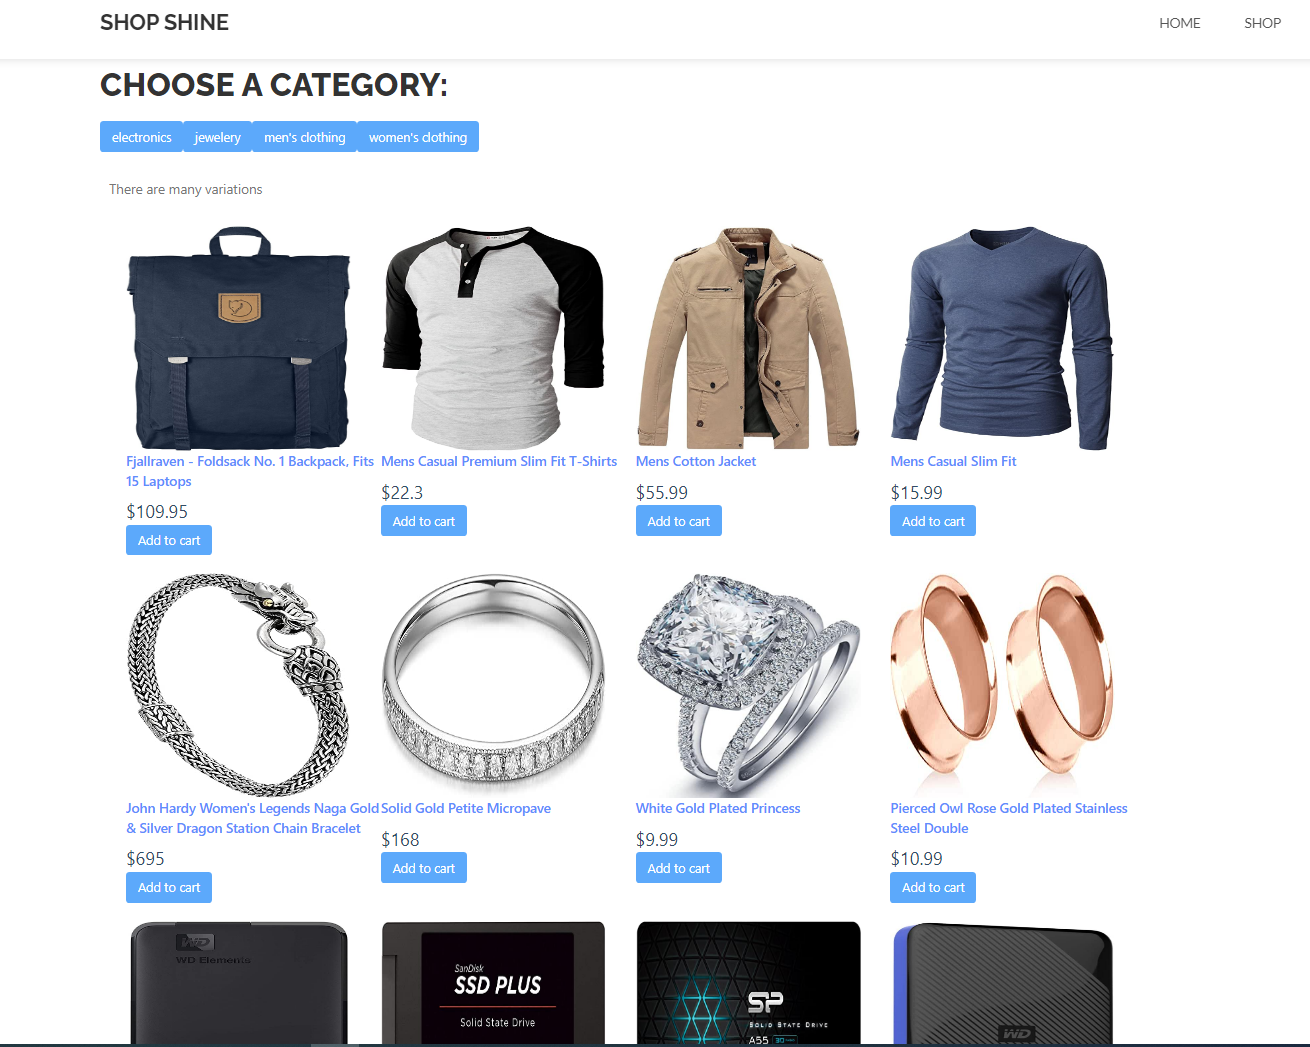 SHOP SHINE
HOME
SHOP
CHOOSE A CATEGORY:
electronics
jewelery
men's clothing
women's clothing
There are many variations
Fjallraven - Foldsack No. 1 Backpack, Fits
15 Laptops
$109.95
Add to cart
Mens Casual Premium Slim Fit T-Shirts
$22.3
Add to cart
Mens Cotton Jacket
$55.99
Add to cart
Mens Casual Slim Fit
$15.99
Add to cart
John Hardy Women's Legends Naga Gold
& Silver Dragon Station Chain Bracelet
$695
Add to cart
Solid Gold Petite Micropave
$168
Add to cart
White Gold Plated Princess
$9.99
Add to cart
Pierced Owl Rose Gold Plated Stainless
Steel Double
$10.99
Add to cart
WD
WD Elements
SanDisk
SSD PLUS
Solid State Drive
SP
SOLID STATE DRIVE
A55
WD